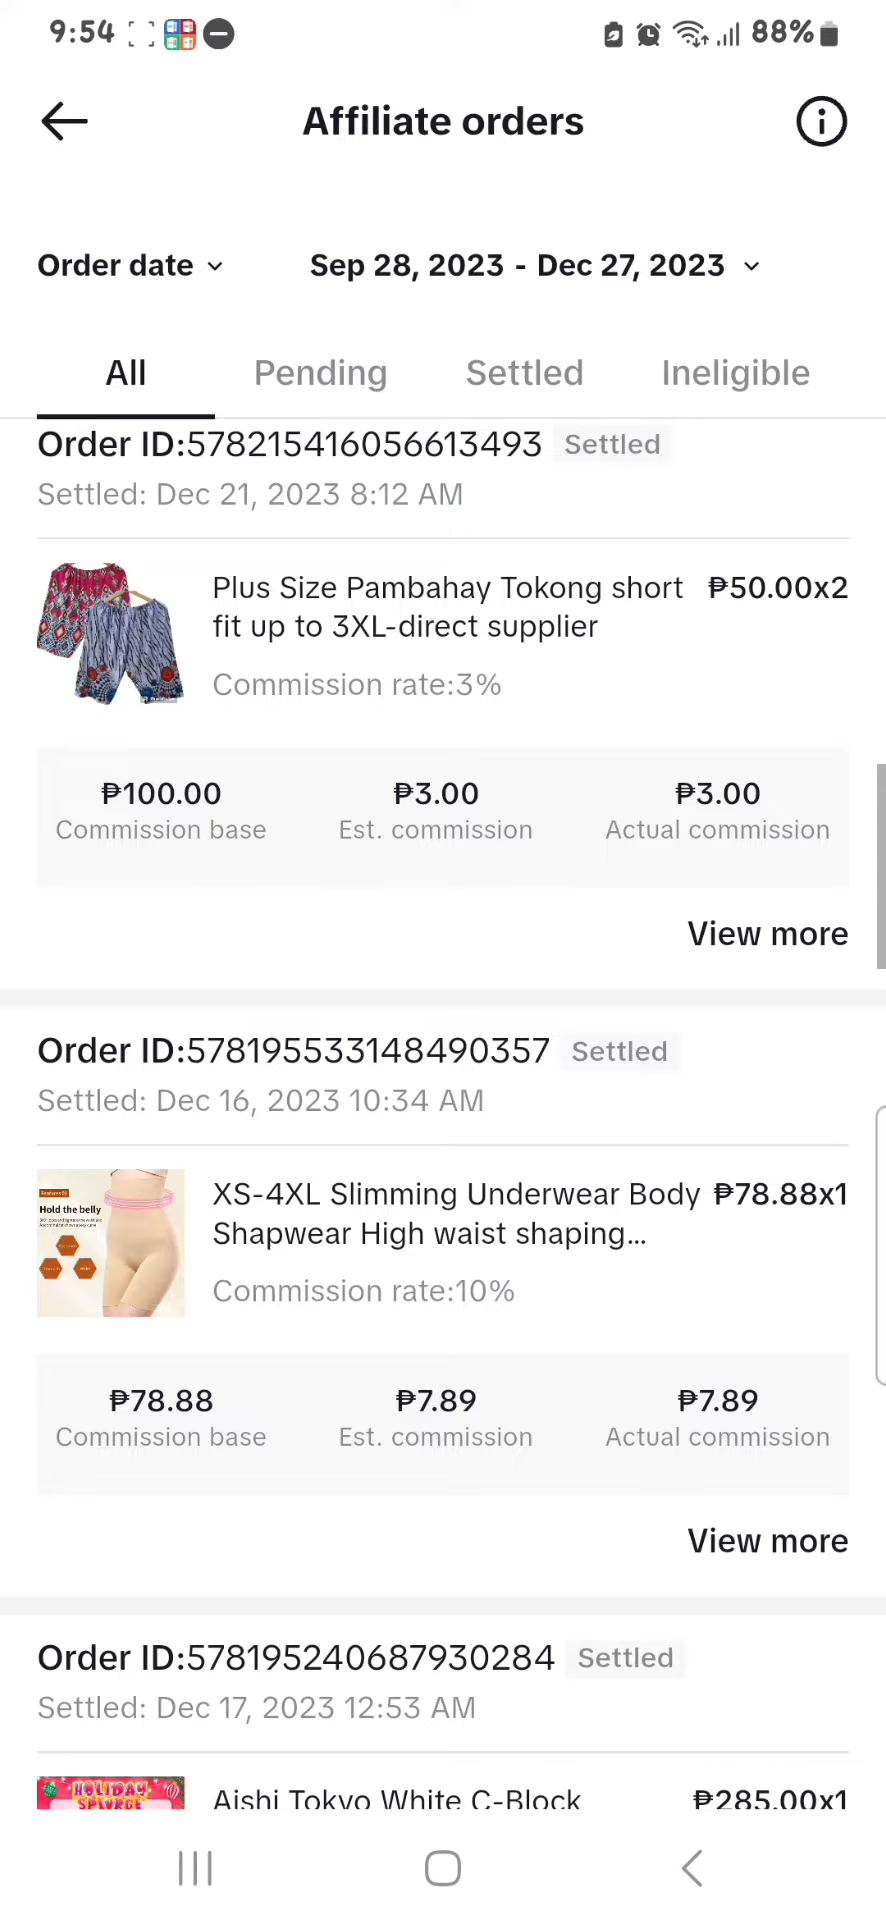 9:54
88%
Affiliate orders
Order date
Sep 28, 2023 - Dec 27, 2023
All
Pending
Settled
Ineligible
Order ID:578215416056613493 Settled
Settled: Dec 21, 2023 8:12 AM
Plus Size Pambahay Tokong short ₱50.00x2
fit up to 3XL-direct supplier
Commission rate:3%
₱100.00 ₱3.00 ₱3.00
Commission base Est. commission Actual commission
View more
Order ID:578195533148490357 Settled
Settled: Dec 16, 2023 10:34 AM
Hold the belly
XS-4XL Slimming Underwear Body ₱78.88x1
Shapwear High waist shaping...
Commission rate:10%
₱78.88 ₱7.89 ₱7.89
Commission base Est. commission Actual commission
View more
Order ID:578195240687930284 Settled
Settled: Dec 17, 2023 12:53 AM
HOLIDAY
SPLURGE
Aishi Tokyo White C-Block ₱285.00x1